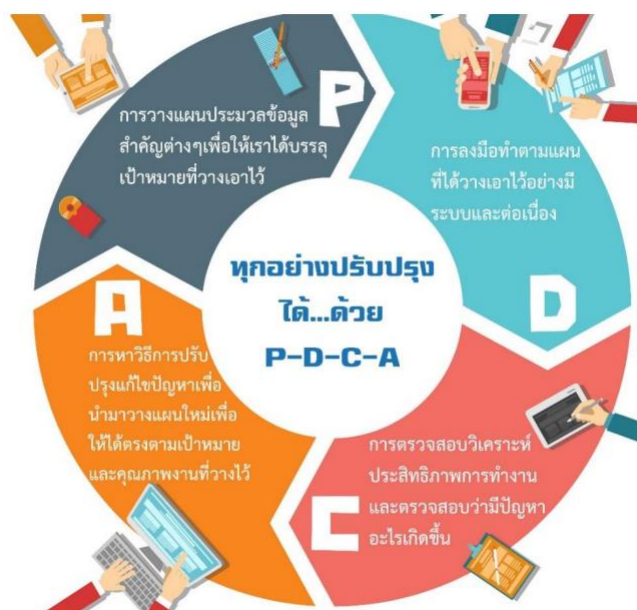 P
การวางแผนประมวลข้อมูล
สำคัญต่างๆเพื่อให้เราได้บรรลุ
เป้าหมายที่วางเอาไว้
การลงมือทำตามแผน
ที่ได้วางเอาไว้อย่างมี
ระบบและต่อเนื่อง
D
ทุกอย่างปรับปรุง
ได้...ด้วย
P-D-C-A
A
การหาวิธีการปรับ
ปรุงแก้ไขปัญหาเพื่อ
นำมาวางแผนใหม่เพื่อ
ให้ได้ตรงตามเป้าหมาย
และคุณภาพงานที่วางไว้
การตรวจสอบวิเคราะห์
ประสิทธิภาพการทำงาน
และตรวจสอบว่ามีปัญหา
อะไรเกิดขึ้น
C